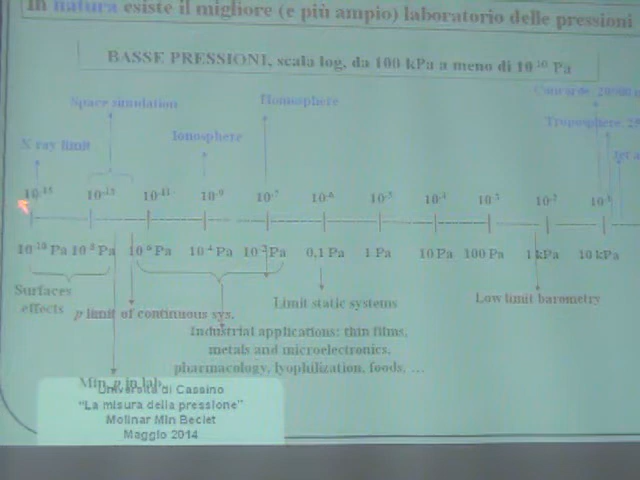 In natura esiste il migliore (e più ampio) laboratorio delle pressioni
BASSE PRESSIONI, scala log. da 100 kPa a meno di 10⁻¹⁰ Pa
Concorde, 20000
Space simulation
Homosphere
Troposphere,
Ionosphere
X ray limit
Jet
10⁻¹⁵ 10⁻¹³ 10⁻¹¹ 10⁻⁹ 10⁻⁷ 10⁻⁶ 10⁻⁵ 10⁻⁴ 10⁻³ 10⁻² 10⁻¹
10⁻¹⁰ Pa 10⁻⁸ Pa 10⁻⁶ Pa 10⁻⁴ Pa 10⁻² Pa 0,1 Pa 1 Pa 10 Pa 100 Pa 1 kPa 10 kPa
Surfaces
effects
p limit of continuous sys.
Limit static systems
Low limit barometry
Industrial applications: thin films,
metals and microelectronics,
pharmacology, lyophilization, foods, …
Min. p in lab.
Università di Cassino
"La misura della pressione"
Molinar Min Beciet
Maggio 2014